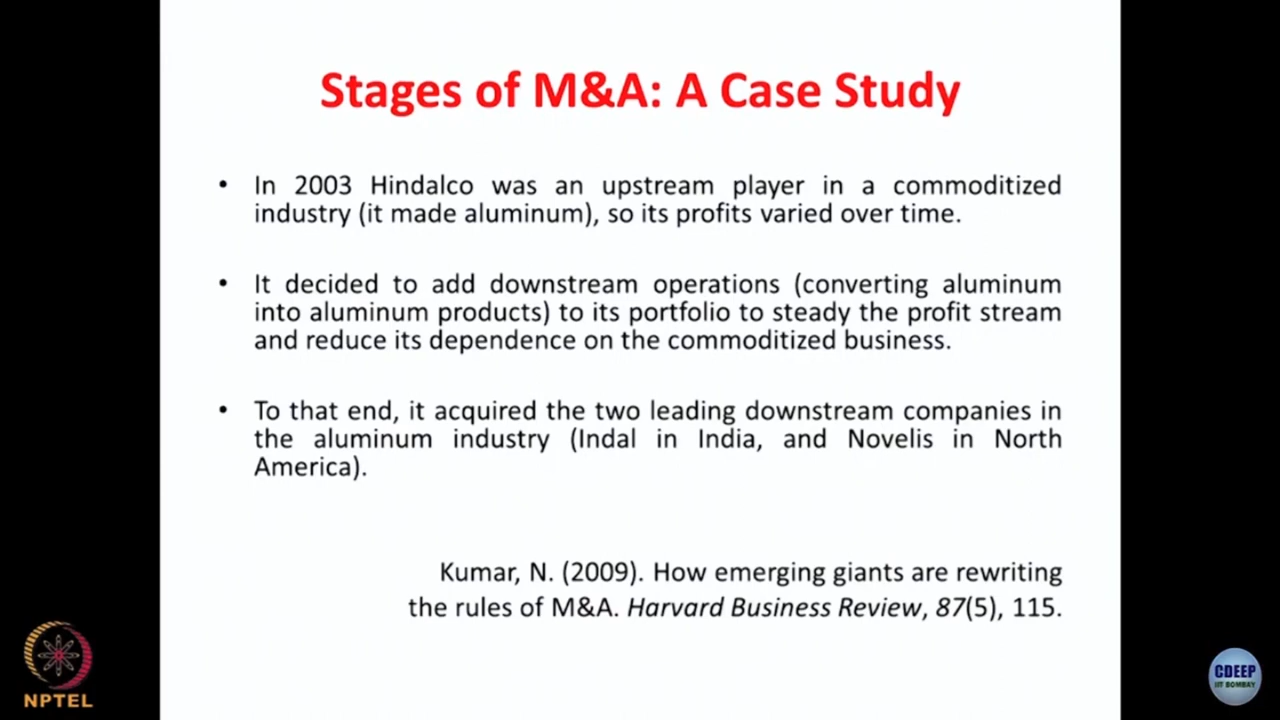 Stages of M&A: A Case Study
• In 2003 Hindalco was an upstream player in a commoditized
industry (it made aluminum), so its profits varied over time.
• It decided to add downstream operations (converting aluminum
into aluminum products) to its portfolio to steady the profit stream
and reduce its dependence on the commoditized business.
• To that end, it acquired the two leading downstream companies in
the aluminum industry (Indal in India, and Novelis in North
America).
Kumar, N. (2009). How emerging giants are rewriting
the rules of M&A. Harvard Business Review, 87(5), 115.
NPTEL
CDEEP
IIT BOMBAY